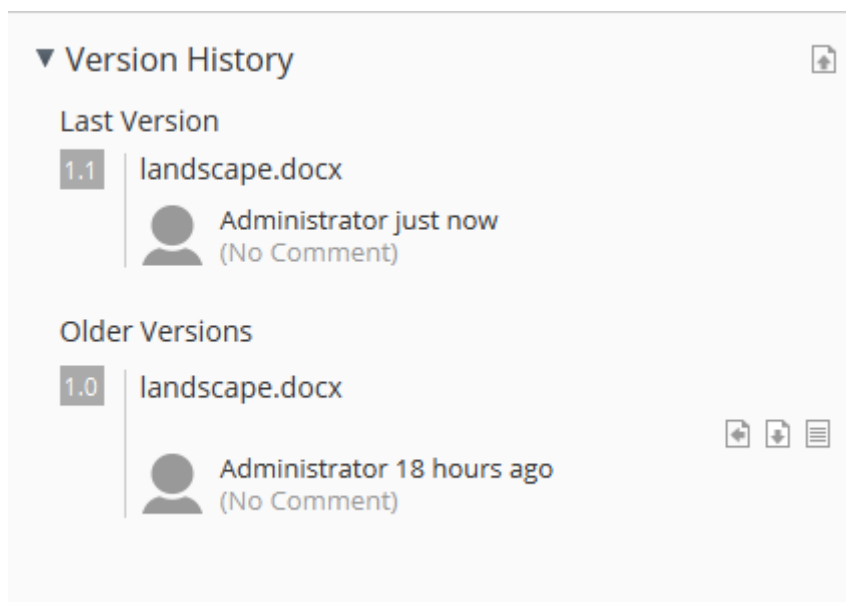 Version History
Last Version
1.1
landscape.docx
Administrator just now
(No Comment)
Older Versions
1.0
landscape.docx
Administrator 18 hours ago
(No Comment)